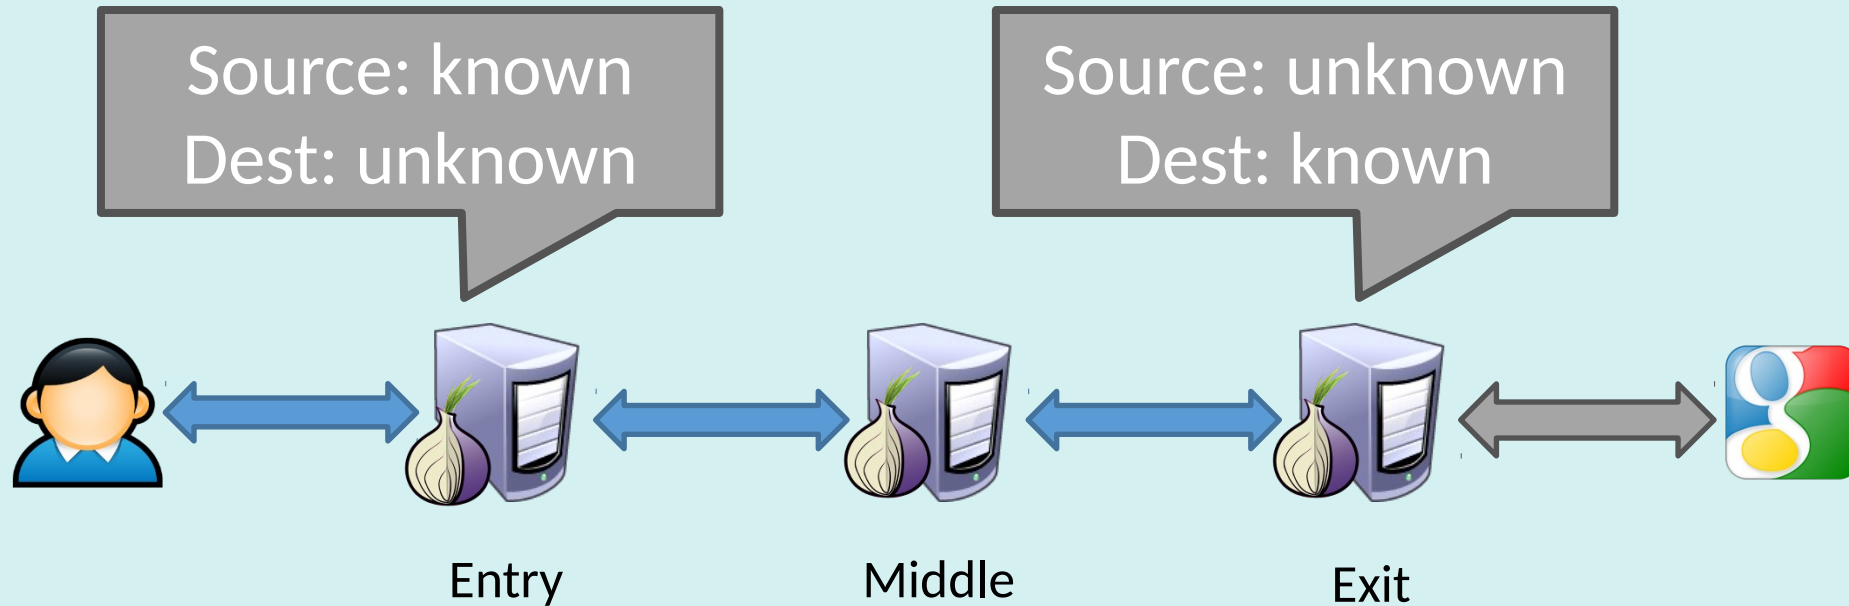 Source: known
Dest: unknown
Source: unknown
Dest: known
Entry
Middle
Exit
g